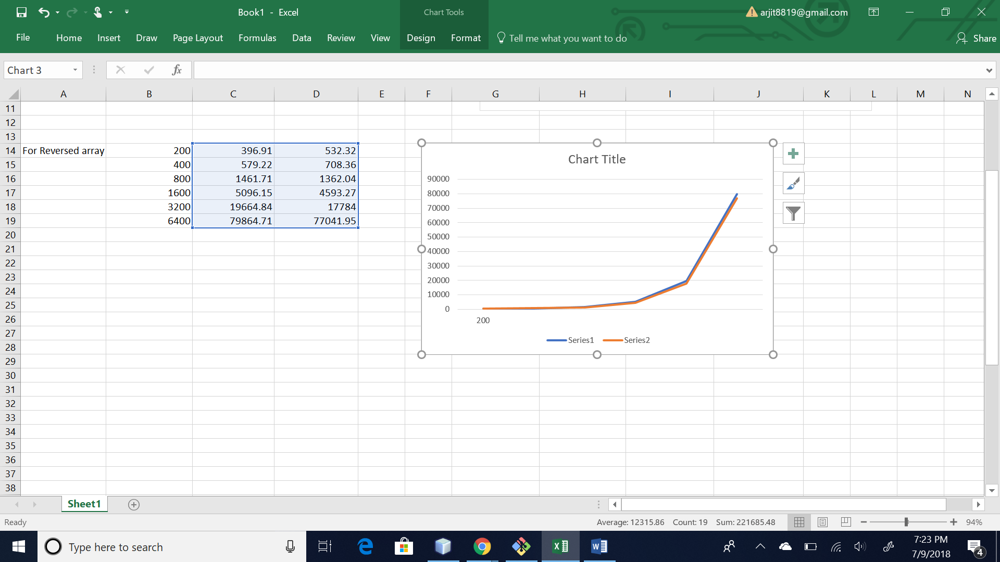 Book1 - Excel
Chart Tools
arjit8819@gmail.com
File Home Insert Draw Page Layout Formulas Data Review View Design Format Tell me what you want to do Share
Chart 3
fx
A B C D E F G H I J K L M N
11
12
13
14 For Reversed array 200 396.91 532.32
15 400 579.22 708.36
16 800 1461.71 1362.04
17 1600 5096.15 4593.27
18 3200 19664.84 17784
19 6400 79864.71 77041.95
20
21
22
23
24
25
26
27
28
29
30
31
32
33
34
35
36
37
38
Chart Title
90000
80000
70000
60000
50000
40000
30000
20000
10000
0
200
Series1 Series2
Sheet1
Ready
Average: 12315.86 Count: 19 Sum: 221685.48
94%
Type here to search
7:23 PM
7/9/2018
4